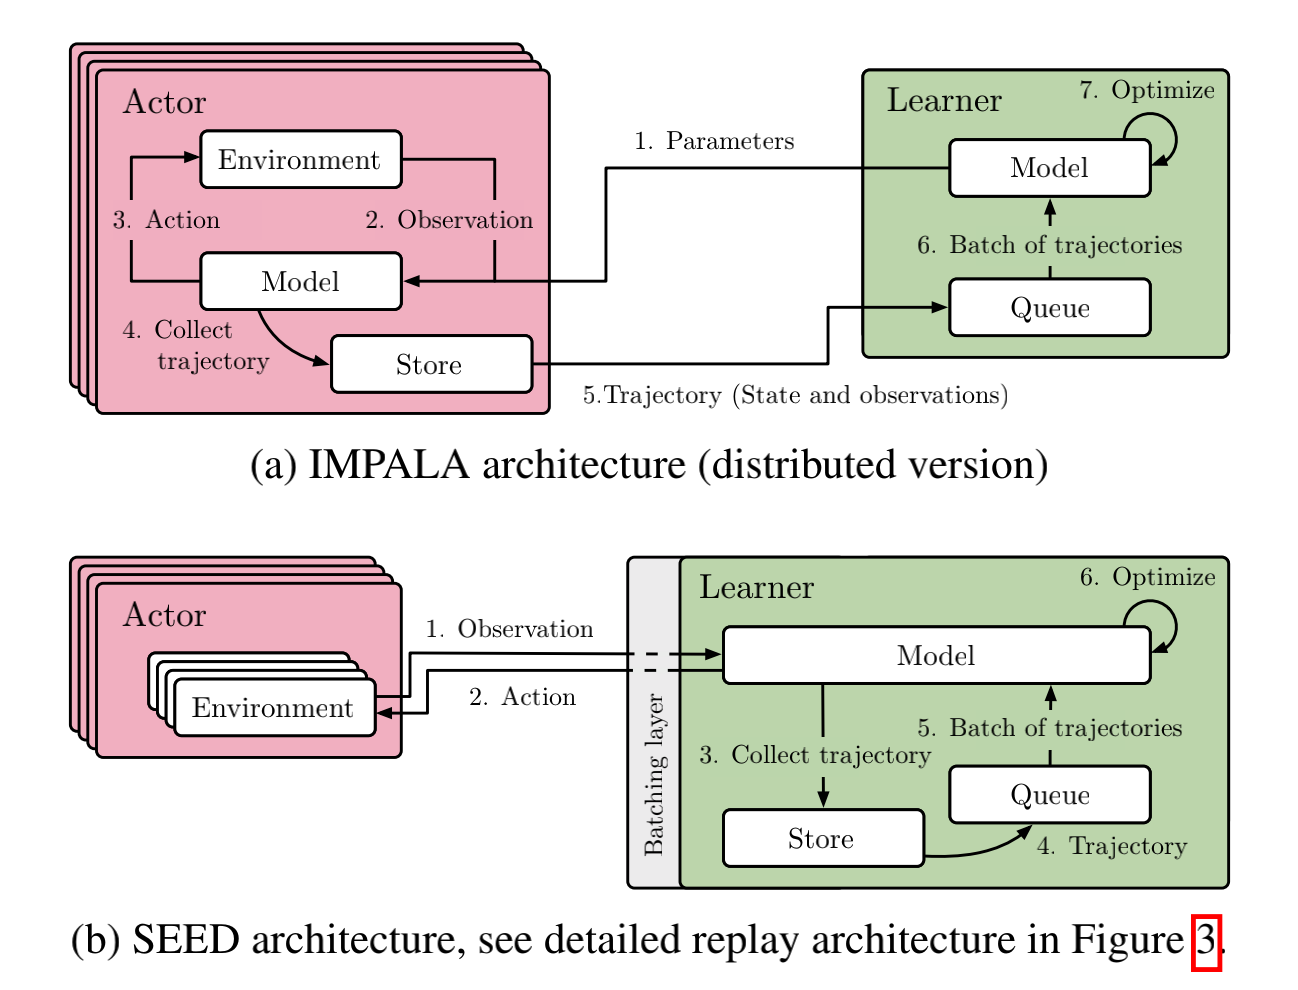 Actor
Environment
3. Action
2. Observation
Model
4. Collect
trajectory
Store
1. Parameters
5.Trajectory (State and observations)
Learner
7. Optimize
Model
6. Batch of trajectories
Queue
(a) IMPALA architecture (distributed version)
Actor
Environment
1. Observation
2. Action
Batching layer
Learner
6. Optimize
Model
3. Collect trajectory
5. Batch of trajectories
Queue
Store
4. Trajectory
(b) SEED architecture, see detailed replay architecture in Figure 3.